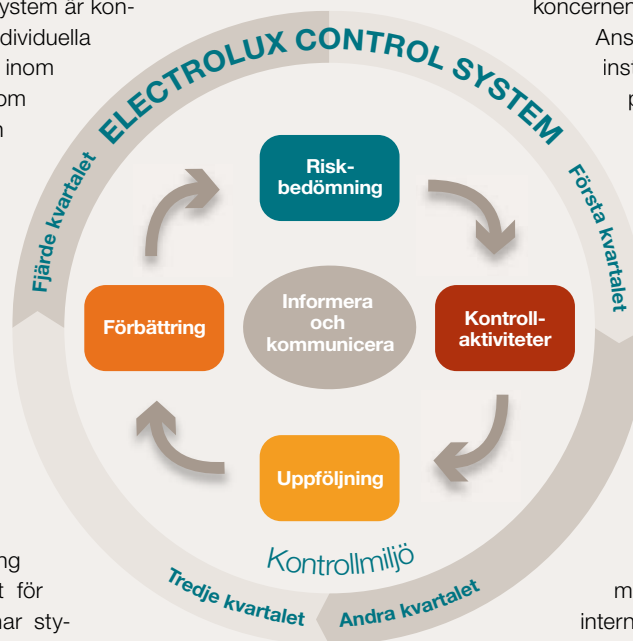 ystem är kon-
dividuella
inom
om
koncernen
Ans
inst
p
ELECTROLUX CONTROL SYSTEM
Fjärde kvartalet
Första kvartalet
Risk-
bedömning
Förbättring
Informera
och
kommunicera
Kontroll-
aktiviteter
Uppföljning
Kontrollmiljö
Tredje kvartalet
Andra kvartalet
ng
t för
nar sty-
m
intern